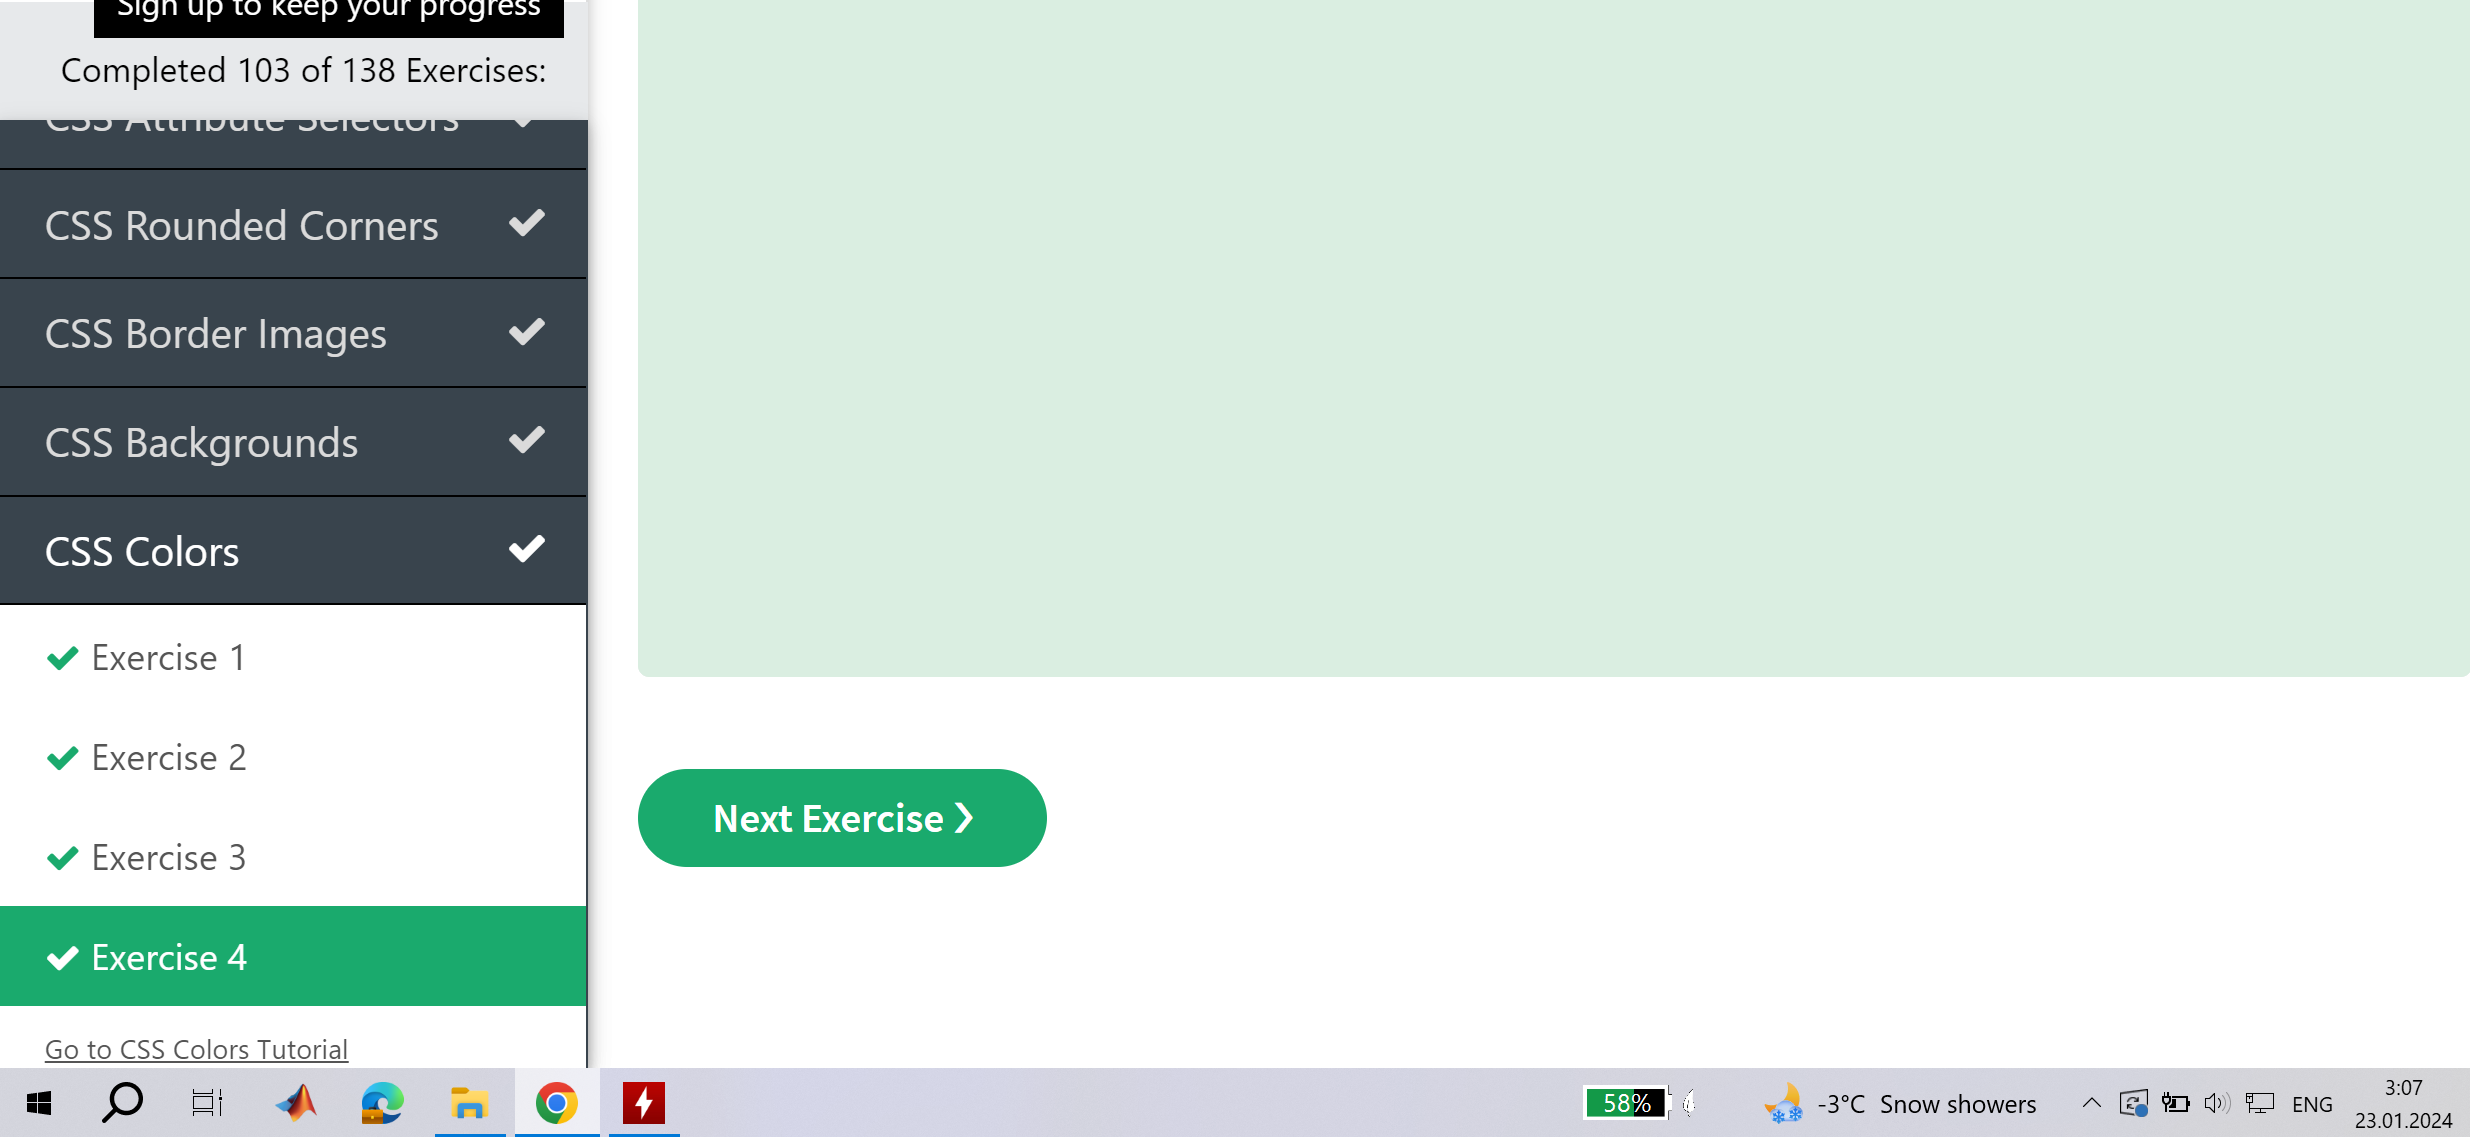 Sign up to keep your progress
Completed 103 of 138 Exercises:
CSS Attribute Selectors
CSS Rounded Corners
CSS Border Images
CSS Backgrounds
CSS Colors
Exercise 1
Exercise 2
Exercise 3
Exercise 4
Go to CSS Colors Tutorial
Next Exercise ❯
58%
-3°C Snow showers
ENG
3:07
23.01.2024